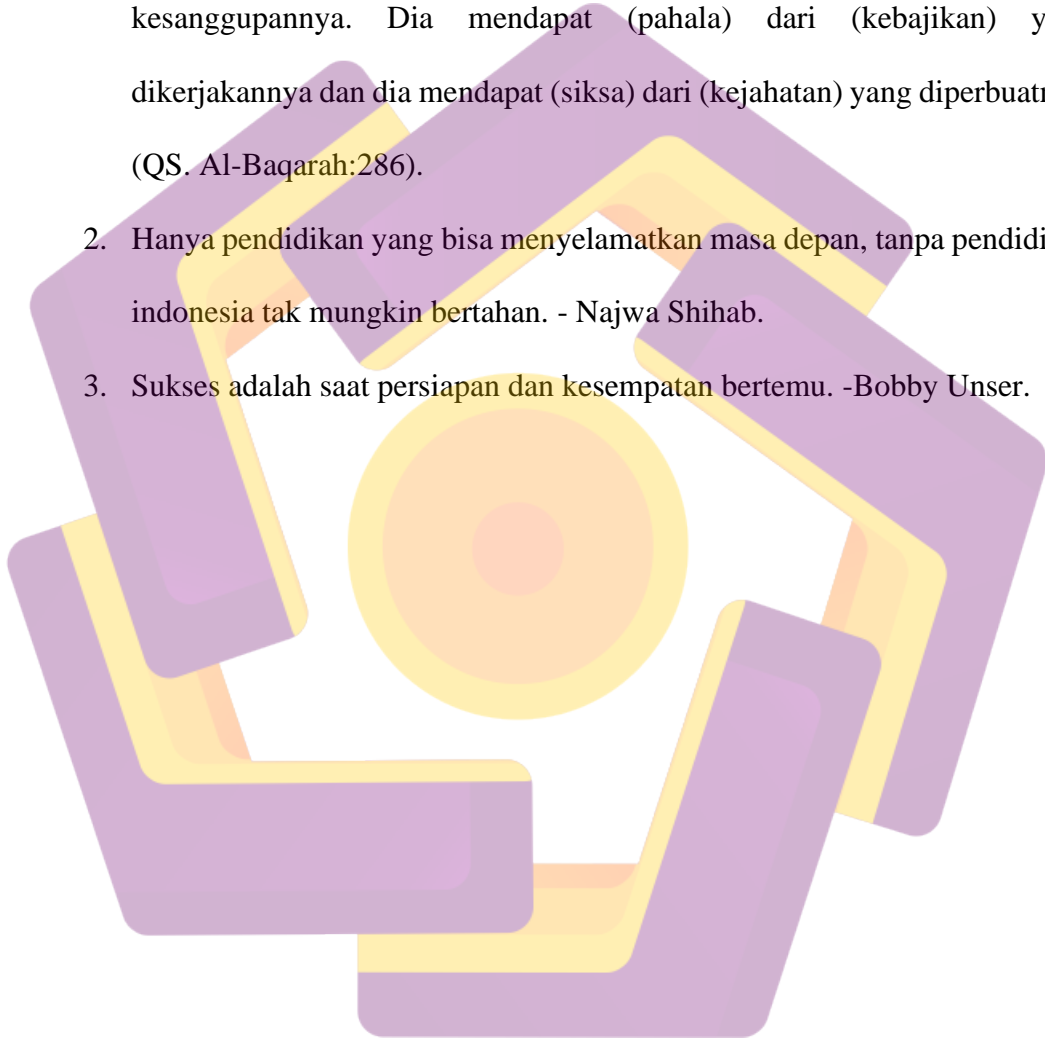 kesanggupannya. Dia mendapat (pahala) dari (kebajikan)
dikerjakannya dan dia mendapat (siksa) dari (kejahatan) yang
(QS. Al-Baqarah:286).
2. Hanya pendidikan yang bisa menyelamatkan masa depan, tanpa
indonesia tak mungkin bertahan. - Najwa Shihab.
3. Sukses adalah saat persiapan dan kesempatan bertemu. -Bobby Unser.